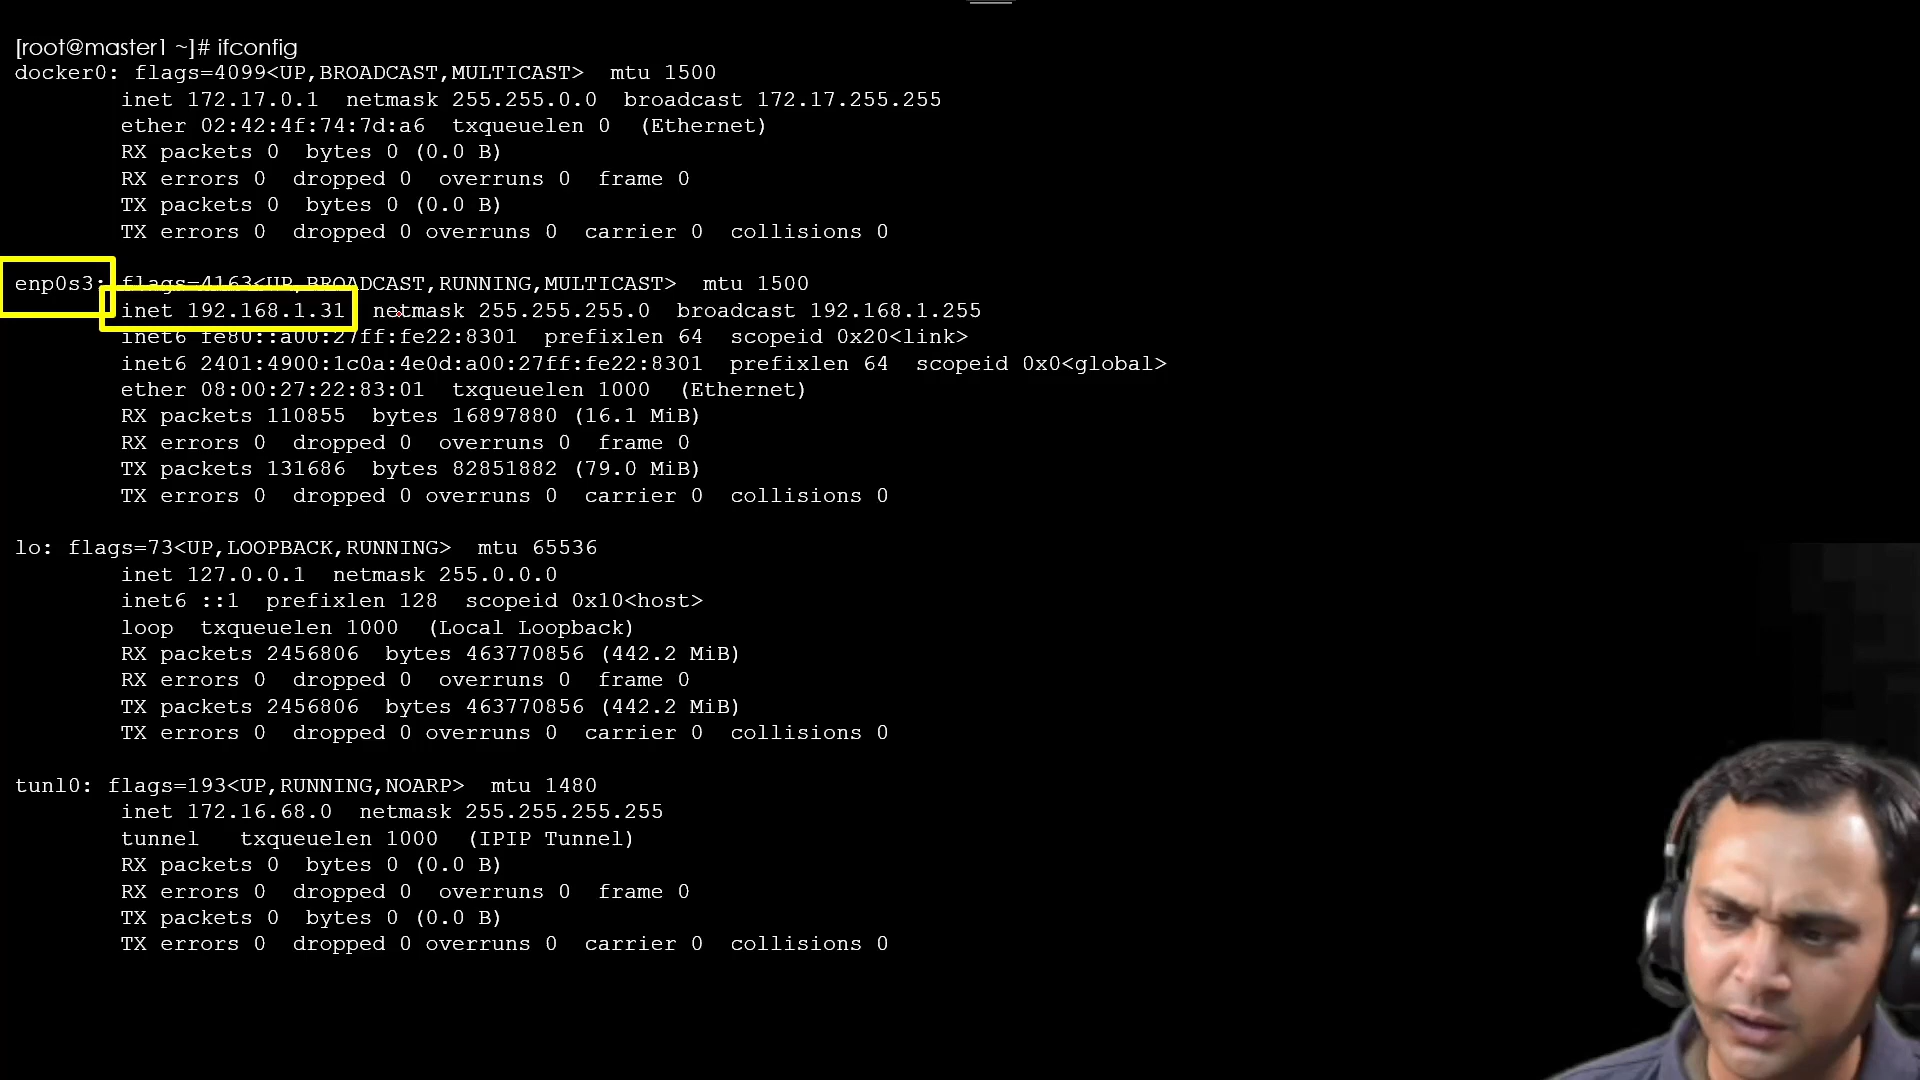 [root@master1 ~]# ifconfig
docker0: flags=4099<UP,BROADCAST,MULTICAST>  mtu 1500
inet 172.17.0.1  netmask 255.255.0.0  broadcast 172.17.255.255
ether 02:42:4f:74:7d:a6  txqueuelen 0  (Ethernet)
RX packets 0  bytes 0 (0.0 B)
RX errors 0  dropped 0  overruns 0  frame 0
TX packets 0  bytes 0 (0.0 B)
TX errors 0  dropped 0 overruns 0  carrier 0  collisions 0
enp0s3: flags=4163<UP,BROADCAST,RUNNING,MULTICAST>  mtu 1500
inet 192.168.1.31  netmask 255.255.255.0  broadcast 192.168.1.255
inet6 fe80::a00:27ff:fe22:8301  prefixlen 64  scopeid 0x20<link>
inet6 2401:4900:1c0a:4e0d:a00:27ff:fe22:8301  prefixlen 64  scopeid 0x0<global>
ether 08:00:27:22:83:01  txqueuelen 1000  (Ethernet)
RX packets 110855  bytes 16897880 (16.1 MiB)
RX errors 0  dropped 0  overruns 0  frame 0
TX packets 131686  bytes 82851882 (79.0 MiB)
TX errors 0  dropped 0 overruns 0  carrier 0  collisions 0
lo: flags=73<UP,LOOPBACK,RUNNING>  mtu 65536
inet 127.0.0.1  netmask 255.0.0.0
inet6 ::1  prefixlen 128  scopeid 0x10<host>
loop  txqueuelen 1000  (Local Loopback)
RX packets 2456806  bytes 463770856 (442.2 MiB)
RX errors 0  dropped 0  overruns 0  frame 0
TX packets 2456806  bytes 463770856 (442.2 MiB)
TX errors 0  dropped 0 overruns 0  carrier 0  collisions 0
tunl0: flags=193<UP,RUNNING,NOARP>  mtu 1480
inet 172.16.68.0  netmask 255.255.255.255
tunnel   txqueuelen 1000  (IPIP Tunnel)
RX packets 0  bytes 0 (0.0 B)
RX errors 0  dropped 0  overruns 0  frame 0
TX packets 0  bytes 0 (0.0 B)
TX errors 0  dropped 0 overruns 0  carrier 0  collisions 0